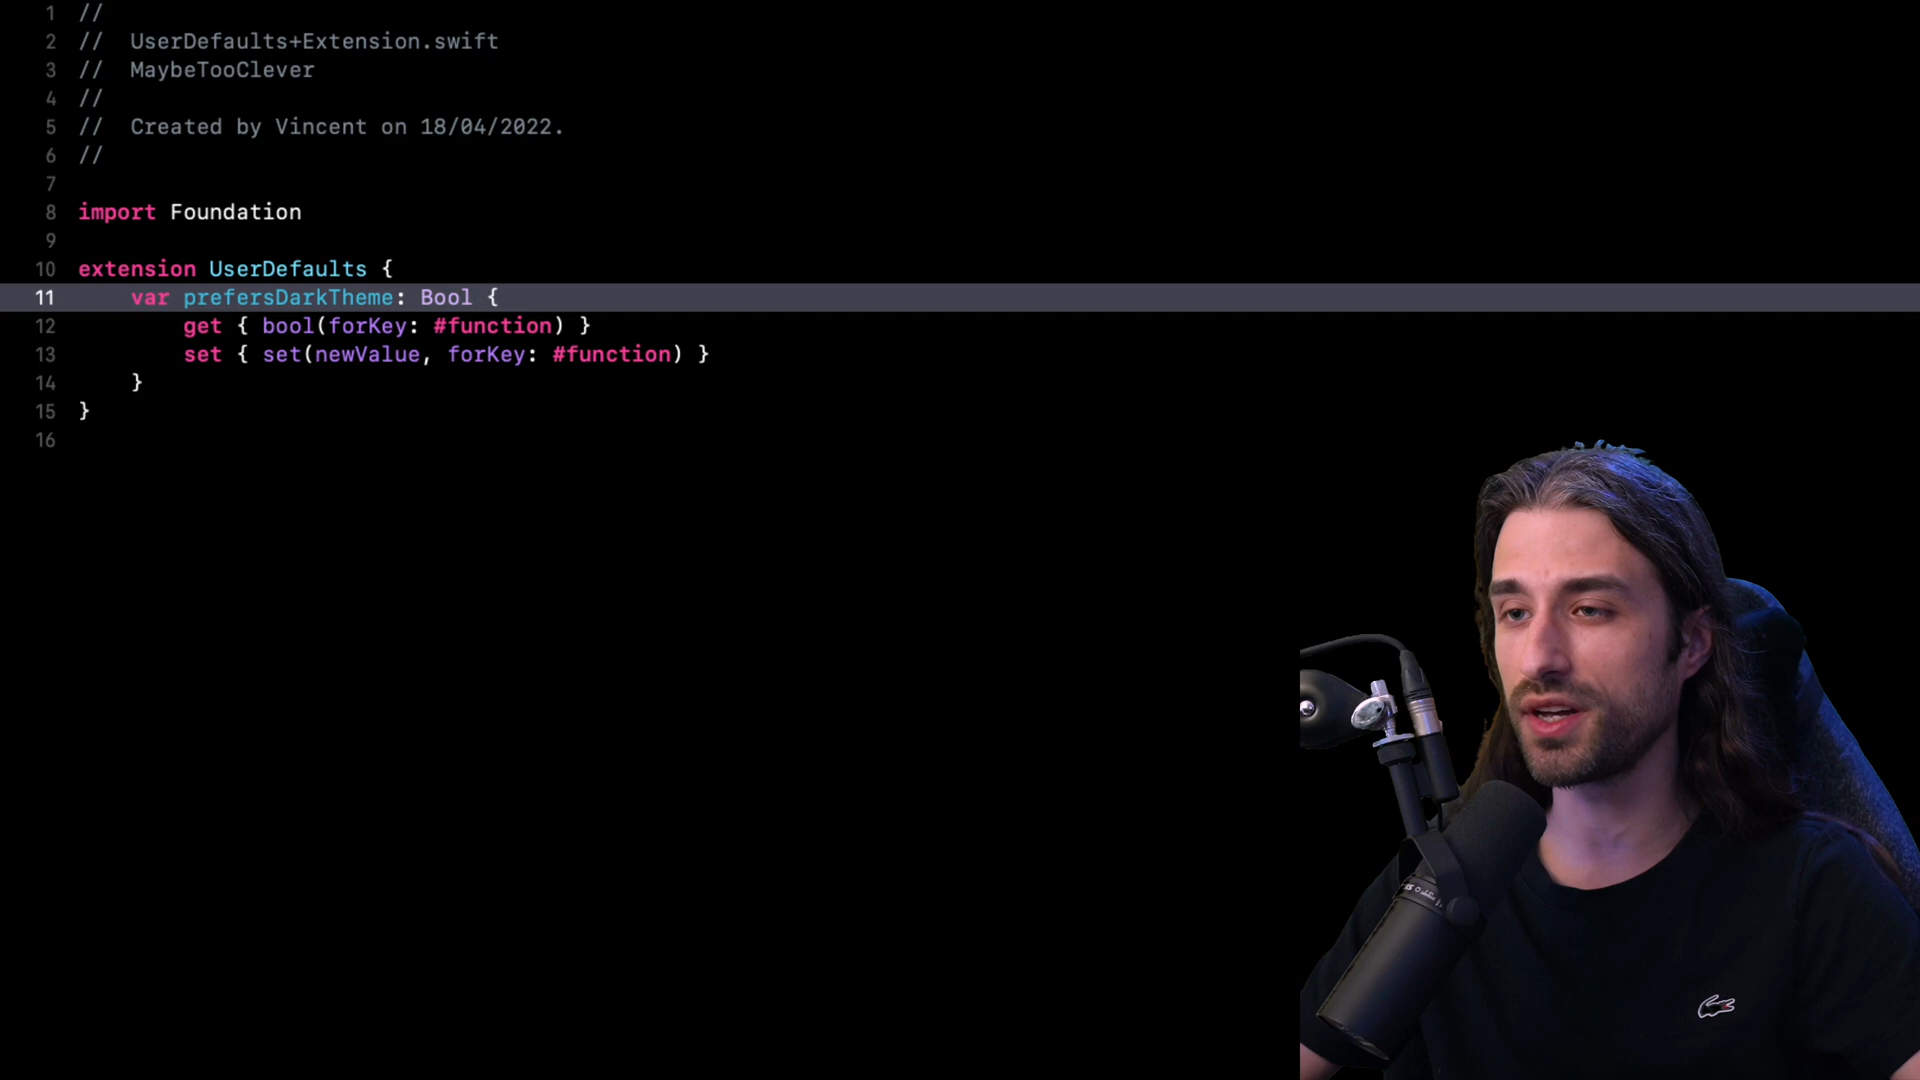 1 //
2 //  UserDefaults+Extension.swift
3 //  MaybeTooClever
4 //
5 //  Created by Vincent on 18/04/2022.
6 //
7
8 import Foundation
9
10 extension UserDefaults {
11     var prefersDarkTheme: Bool {
12         get { bool(forKey: #function) }
13         set { set(newValue, forKey: #function) }
14     }
15 }
16